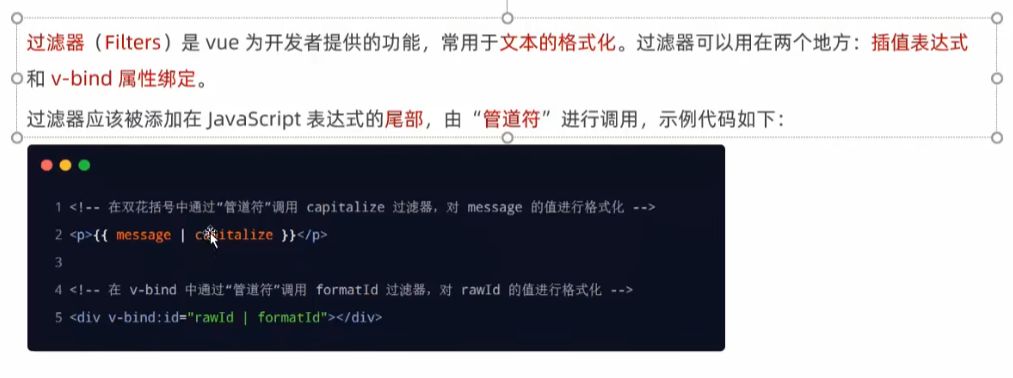 过滤器（Filters）是 vue 为开发者提供的功能，常用于文本的格式化。过滤器可以用在两个地方：插值表达式
和 v-bind 属性绑定。
过滤器应该被添加在 JavaScript 表达式的尾部，由“管道符”进行调用，示例代码如下：
1 <!-- 在双花括号中通过“管道符”调用 capitalize 过滤器，对 message 的值进行格式化 -->
2 <p>{{ message | capitalize }}</p>
3
4 <!-- 在 v-bind 中通过“管道符”调用 formatId 过滤器，对 rawId 的值进行格式化 -->
5 <div v-bind:id="rawId | formatId"></div>